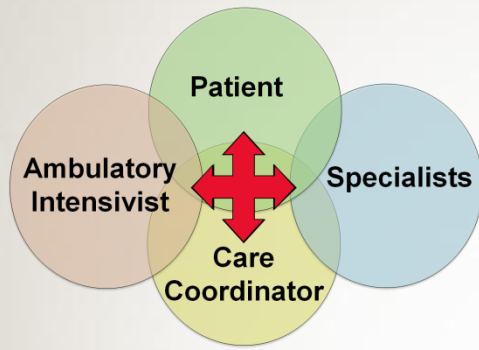 Patient
Ambulatory
Intensivist
Specialists
Care
Coordinator